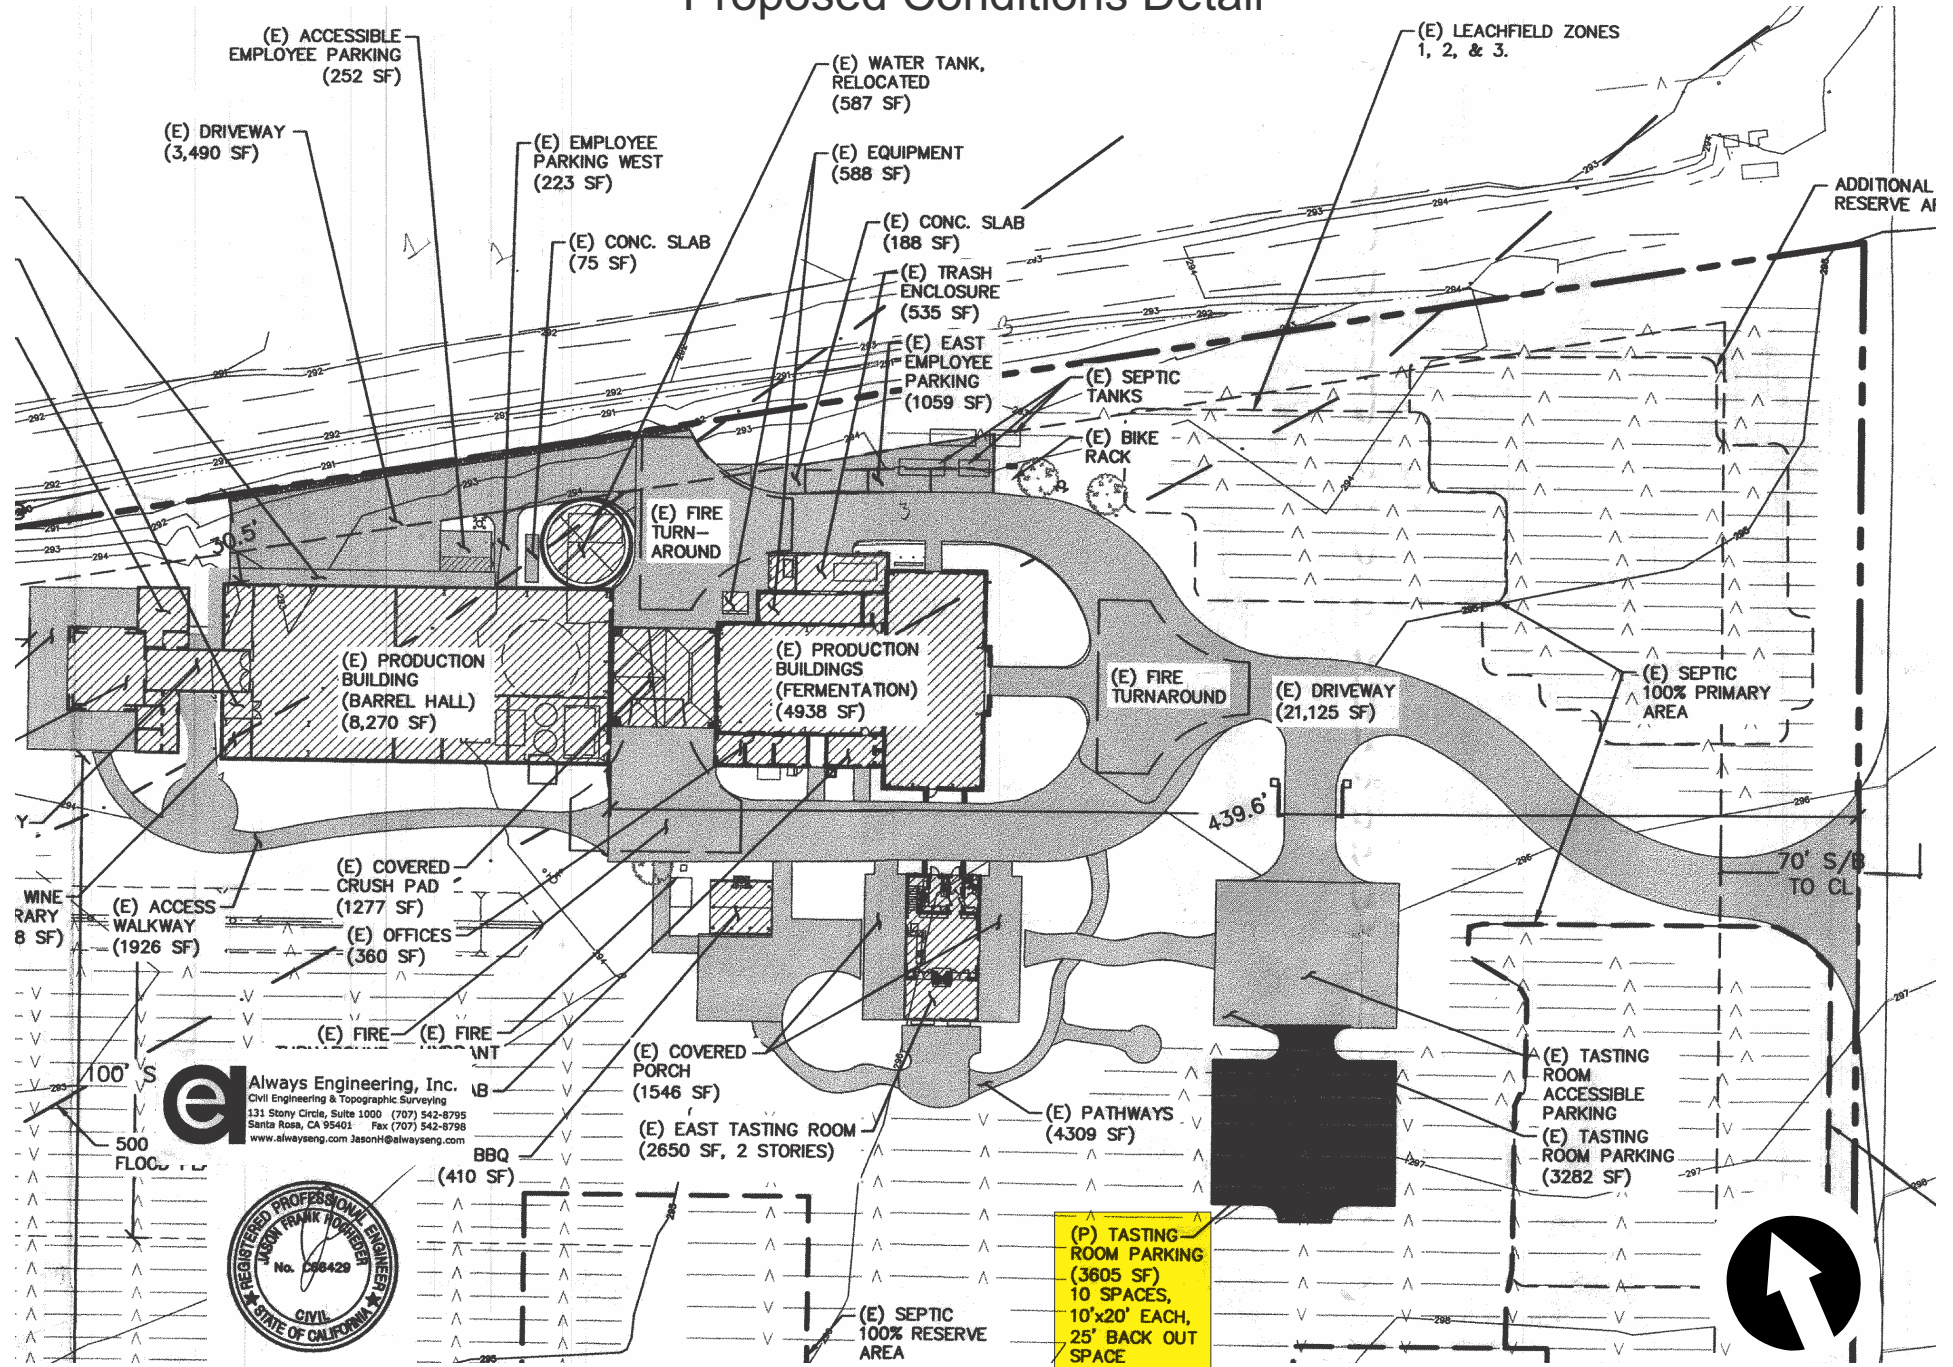 Proposed Conditions Detail
(E) ACCESSIBLE
EMPLOYEE PARKING
(252 SF)
(E) DRIVEWAY
(3,490 SF)
(E) EMPLOYEE
PARKING WEST
(223 SF)
(E) CONC. SLAB
(75 SF)
(E) WATER TANK,
RELOCATED
(587 SF)
(E) EQUIPMENT
(588 SF)
(E) CONC. SLAB
(188 SF)
(E) TRASH
ENCLOSURE
(535 SF)
(E) EAST
EMPLOYEE
PARKING
(1059 SF)
(E) SEPTIC
TANKS
(E) BIKE
RACK
(E) LEACHFIELD ZONES
1, 2, & 3.
ADDITIONAL
RESERVE
30.5'
(E) FIRE
TURN-
AROUND
(E) PRODUCTION
BUILDING
(BARREL HALL)
(8,270 SF)
(E) PRODUCTION
BUILDINGS
(FERMENTATION)
(4938 SF)
(E) FIRE
TURNAROUND
(E) DRIVEWAY
(21,125 SF)
(E) SEPTIC
100% PRIMARY
AREA
439.6'
70' S/B
TO CL
WINE
RARY
8 SF)
(E) ACCESS
WALKWAY
(1926 SF)
(E) COVERED
CRUSH PAD
(1277 SF)
(E) OFFICES
(360 SF)
(E) FIRE
(E) FIRE
100' S
AB
500
BBQ
(410 SF)
Always Engineering, Inc.
Civil Engineering & Topographic Surveying
131 Stony Circle, Suite 1000 (707) 542-8795
Santa Rosa, CA 95401 Fax (707) 542-8798
www.alwayseng.com JasonH@alwayseng.com
REGISTERED PROFESSIONAL ENGINEER
JASON FRANK
No.
CIVIL
STATE OF CALIFORNIA
(E) COVERED
PORCH
(1546 SF)
(E) EAST TASTING ROOM
(2650 SF, 2 STORIES)
(E) PATHWAYS
(4309 SF)
(E) TASTING
ROOM
ACCESSIBLE
PARKING
(E) TASTING
ROOM PARKING
(3282 SF)
(P) TASTING
ROOM PARKING
(3605 SF)
10 SPACES,
10'x20' EACH,
25' BACK OUT
SPACE
(E) SEPTIC
100% RESERVE
AREA